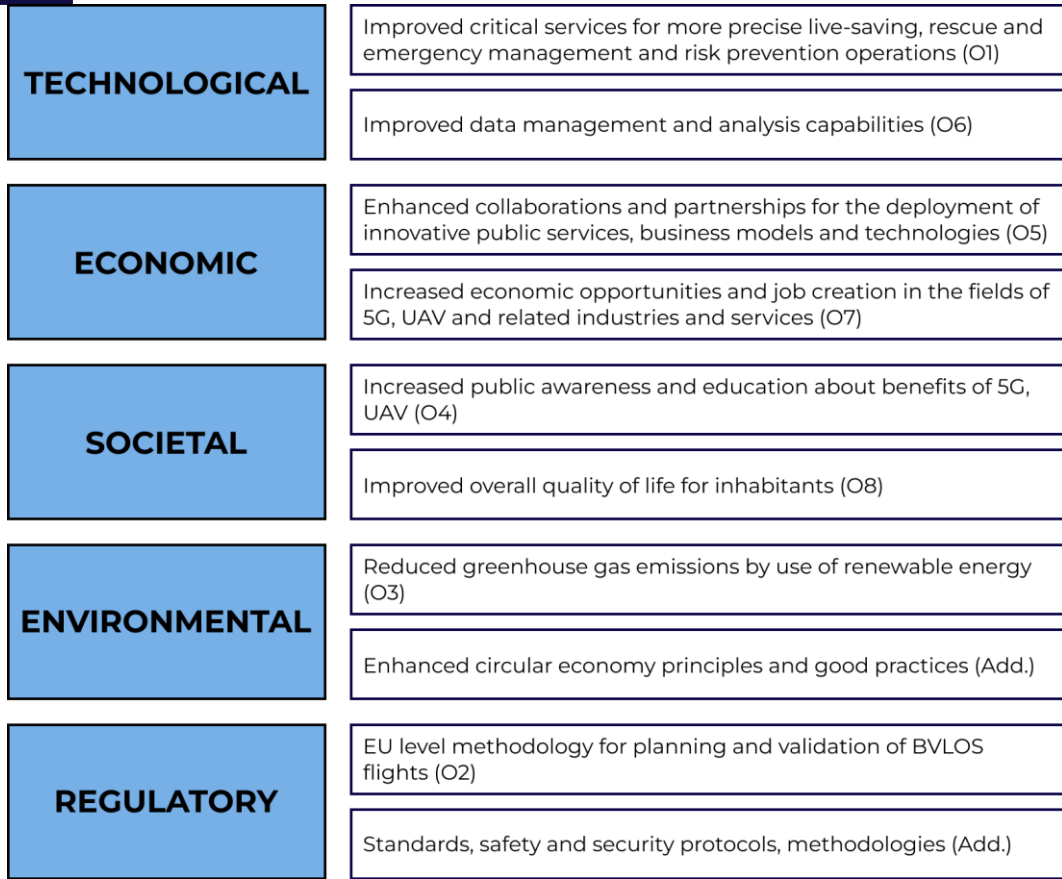 TECHNOLOGICAL
Improved critical services for more precise live-saving, rescue and
emergency management and risk prevention operations (O1)
Improved data management and analysis capabilities (O6)
ECONOMIC
Enhanced collaborations and partnerships for the deployment of
innovative public services, business models and technologies (O5)
Increased economic opportunities and job creation in the fields of
5G, UAV and related industries and services (O7)
SOCIETAL
Increased public awareness and education about benefits of 5G,
UAV (O4)
Improved overall quality of life for inhabitants (O8)
ENVIRONMENTAL
Reduced greenhouse gas emissions by use of renewable energy
(O3)
Enhanced circular economy principles and good practices (Add.)
REGULATORY
EU level methodology for planning and validation of BVLOS
flights (O2)
Standards, safety and security protocols, methodologies (Add.)